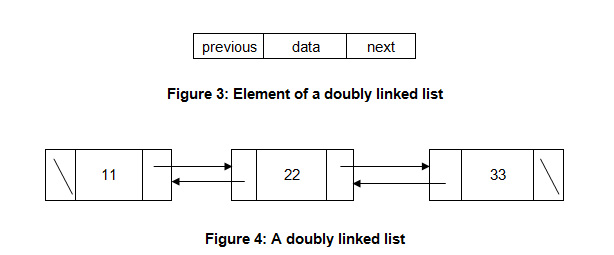 previous data next
Figure 3: Element of a doubly linked list
11 22 33
Figure 4: A doubly linked list